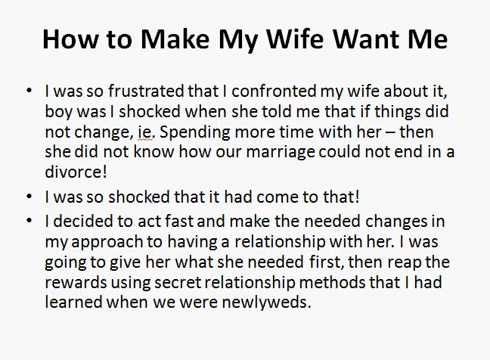 How to Make My Wife Want Me
• I was so frustrated that I confronted my wife about it,
boy was I shocked when she told me that if things did
not change, ie. Spending more time with her – then
she did not know how our marriage could not end in a
divorce!
• I was so shocked that it had come to that!
• I decided to act fast and make the needed changes in
my approach to having a relationship with her. I was
going to give her what she needed first, then reap the
rewards using secret relationship methods that I had
learned when we were newlyweds.